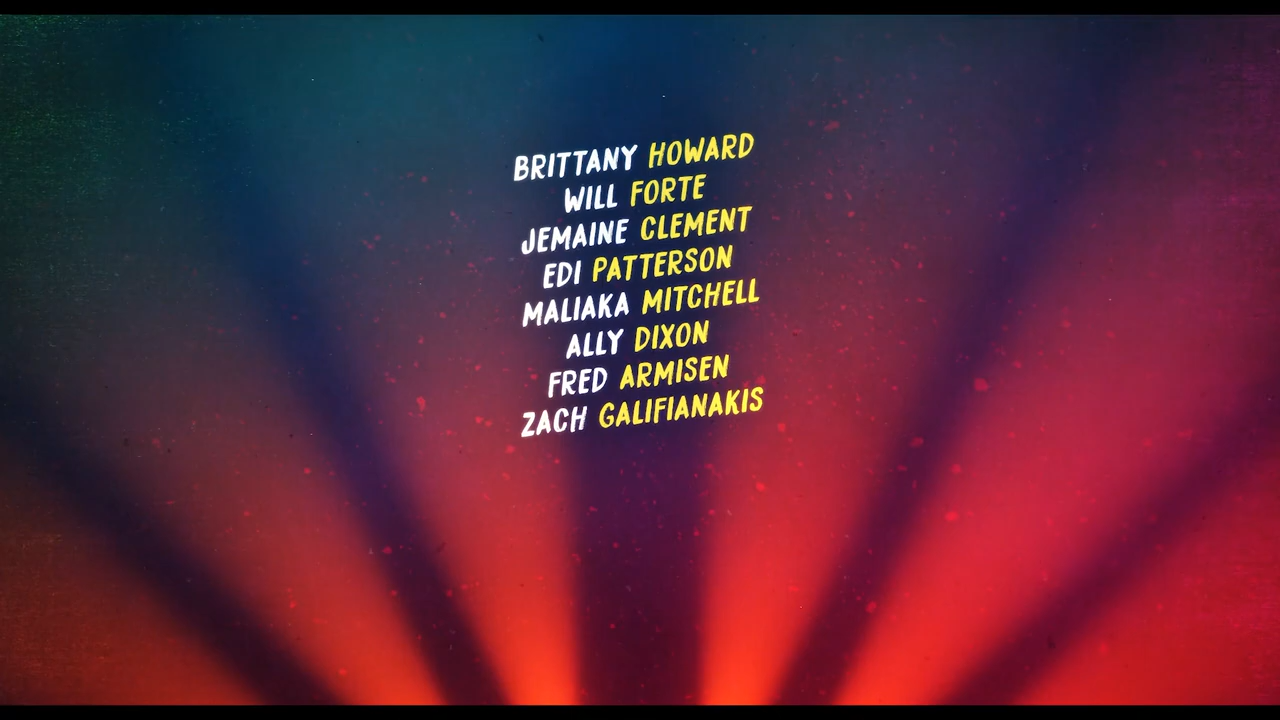 BRITTANY HOWARD
WILL FORTE
JEMAINE CLEMENT
EDI PATTERSON
MALIAKA MITCHELL
ALLY DIXON
FRED ARMISEN
ZACH GALIFIANAKIS